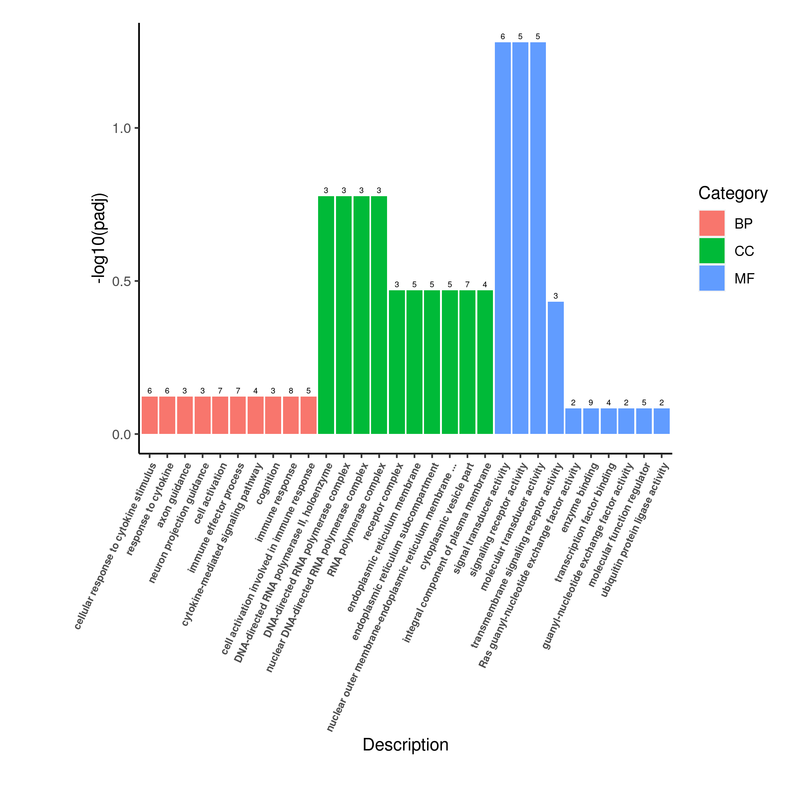 6 5 5
1.0
3 3 3 3
Category
BP
CC
MF
-log10(padj)
0.5
3 5 5 5 7 4
3
6 6 3 3 7 7 4 3 8 5
2 9 4 2 5 2
0.0
cellular response to cytokine stimulus
response to cytokine
axon guidance
neuron projection guidance
cell activation
immune effector process
cytokine-mediated signaling pathway
cognition
immune response
cell activation involved in immune response
DNA-directed RNA polymerase II, holoenzyme
DNA-directed RNA polymerase complex
nuclear DNA-directed RNA polymerase complex
RNA polymerase complex
receptor complex
endoplasmic reticulum membrane
endoplasmic reticulum subcompartment
nuclear outer membrane-endoplasmic reticulum membrane ...
cytoplasmic vesicle part
integral component of plasma membrane
signal transducer activity
signaling receptor activity
molecular transducer activity
transmembrane signaling receptor activity
Ras guanyl-nucleotide exchange factor activity
enzyme binding
transcription factor binding
guanyl-nucleotide exchange factor activity
molecular function regulator
ubiquitin protein ligase activity
Description